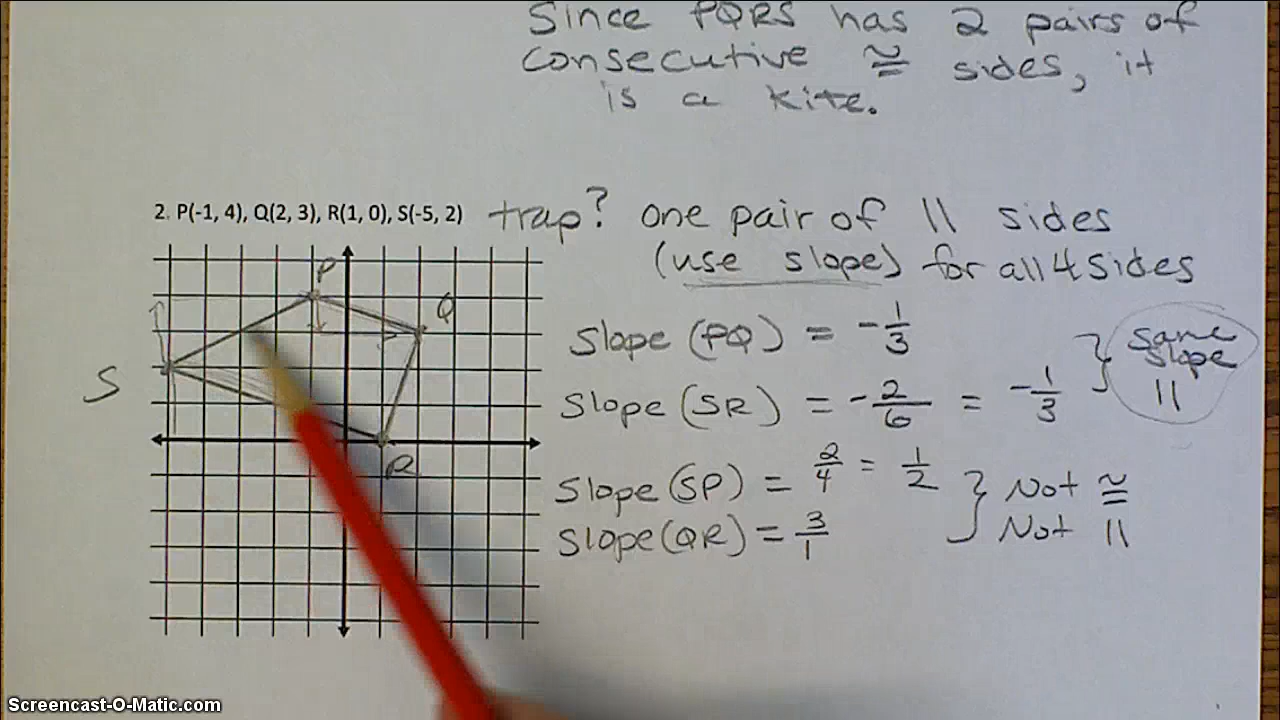 Since PQRS has 2 pairs of
consecutive ≅ sides, it
is a kite.
2. P(-1, 4), Q(2, 3), R(1, 0), S(-5, 2) trap? one pair of || sides
(use slope) for all 4 sides
P
Q
S
R
Slope (PQ) = -1/3
Slope (SR) = -2/6 = -1/3
} same
slope
||
Slope (SP) = 2/4 = 1/2
Slope (QR) = 3/1
} Not ≅
Not ||
Screencast-O-Matic.com